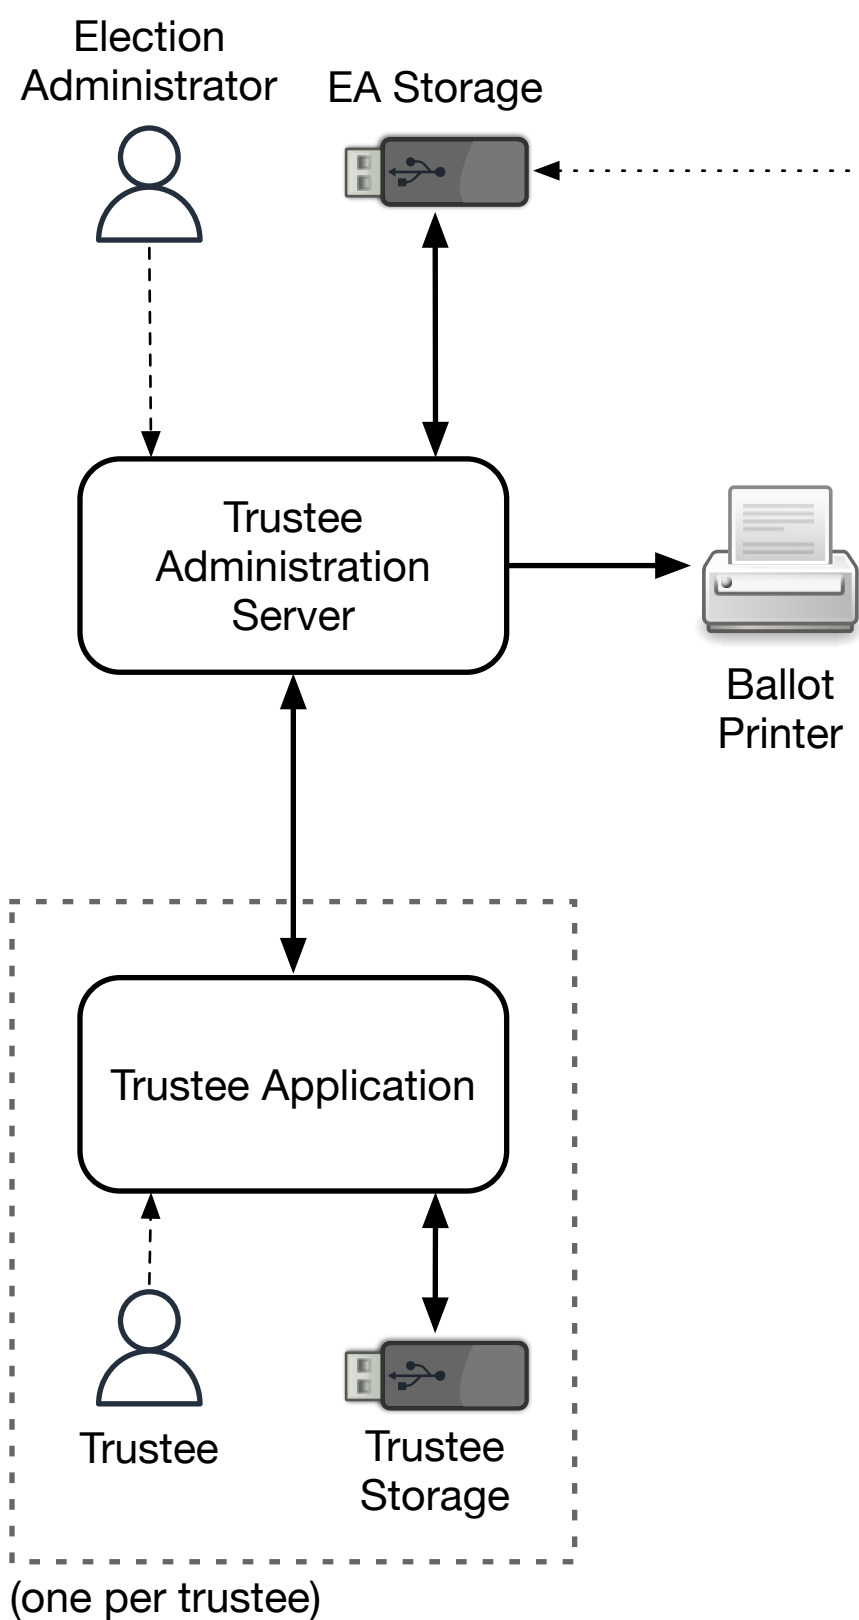 Election
Administrator
EA Storage
Trustee
Administration
Server
Ballot
Printer
Trustee Application
Trustee
Trustee
Storage
(one per trustee)